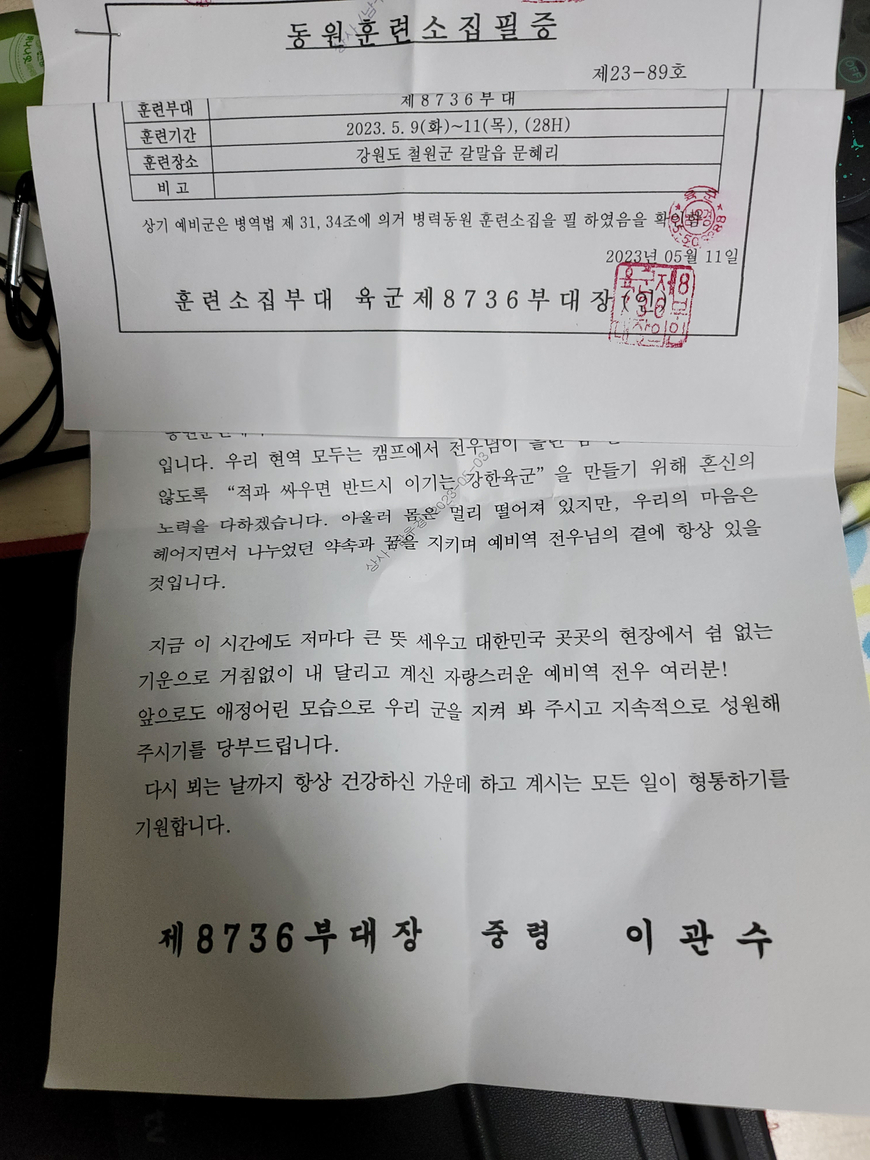 동원훈련소집필증
제23-89호
훈련부대 제8736부대
훈련기간 2023. 5. 9(화)~11(목), (28H)
훈련장소 강원도 철원군 갈말읍 문혜리
비 고
상기 예비군은 병역법 제 31, 34조에 의거 병력동원 훈련소집을 필 하였음을 확인함
2023년 05월 11일
훈련소집부대 육군제8736부대장 (인)
입니다. 우리 현역 모두는 캠프에서 전우님이
않도록 “적과 싸우면 반드시 이기는 강한육군” 을 만들기 위해 혼신의
노력을 다하겠습니다. 아울러 몸은 멀리 떨어져 있지만, 우리의 마음은
헤어지면서 나누었던 약속과 꿈을 지키며 예비역 전우님의 곁에 항상 있을
것입니다.
지금 이 시간에도 저마다 큰 뜻 세우고 대한민국 곳곳의 현장에서 쉼 없는
기운으로 거침없이 내 달리고 계신 자랑스러운 예비역 전우 여러분!
앞으로도 애정어린 모습으로 우리 군을 지켜 봐 주시고 지속적으로 성원해
주시기를 당부드립니다.
다시 뵈는 날까지 항상 건강하신 가운데 하고 계시는 모든 일이 형통하기를
기원합니다.
제8736부대장 중령 이관수